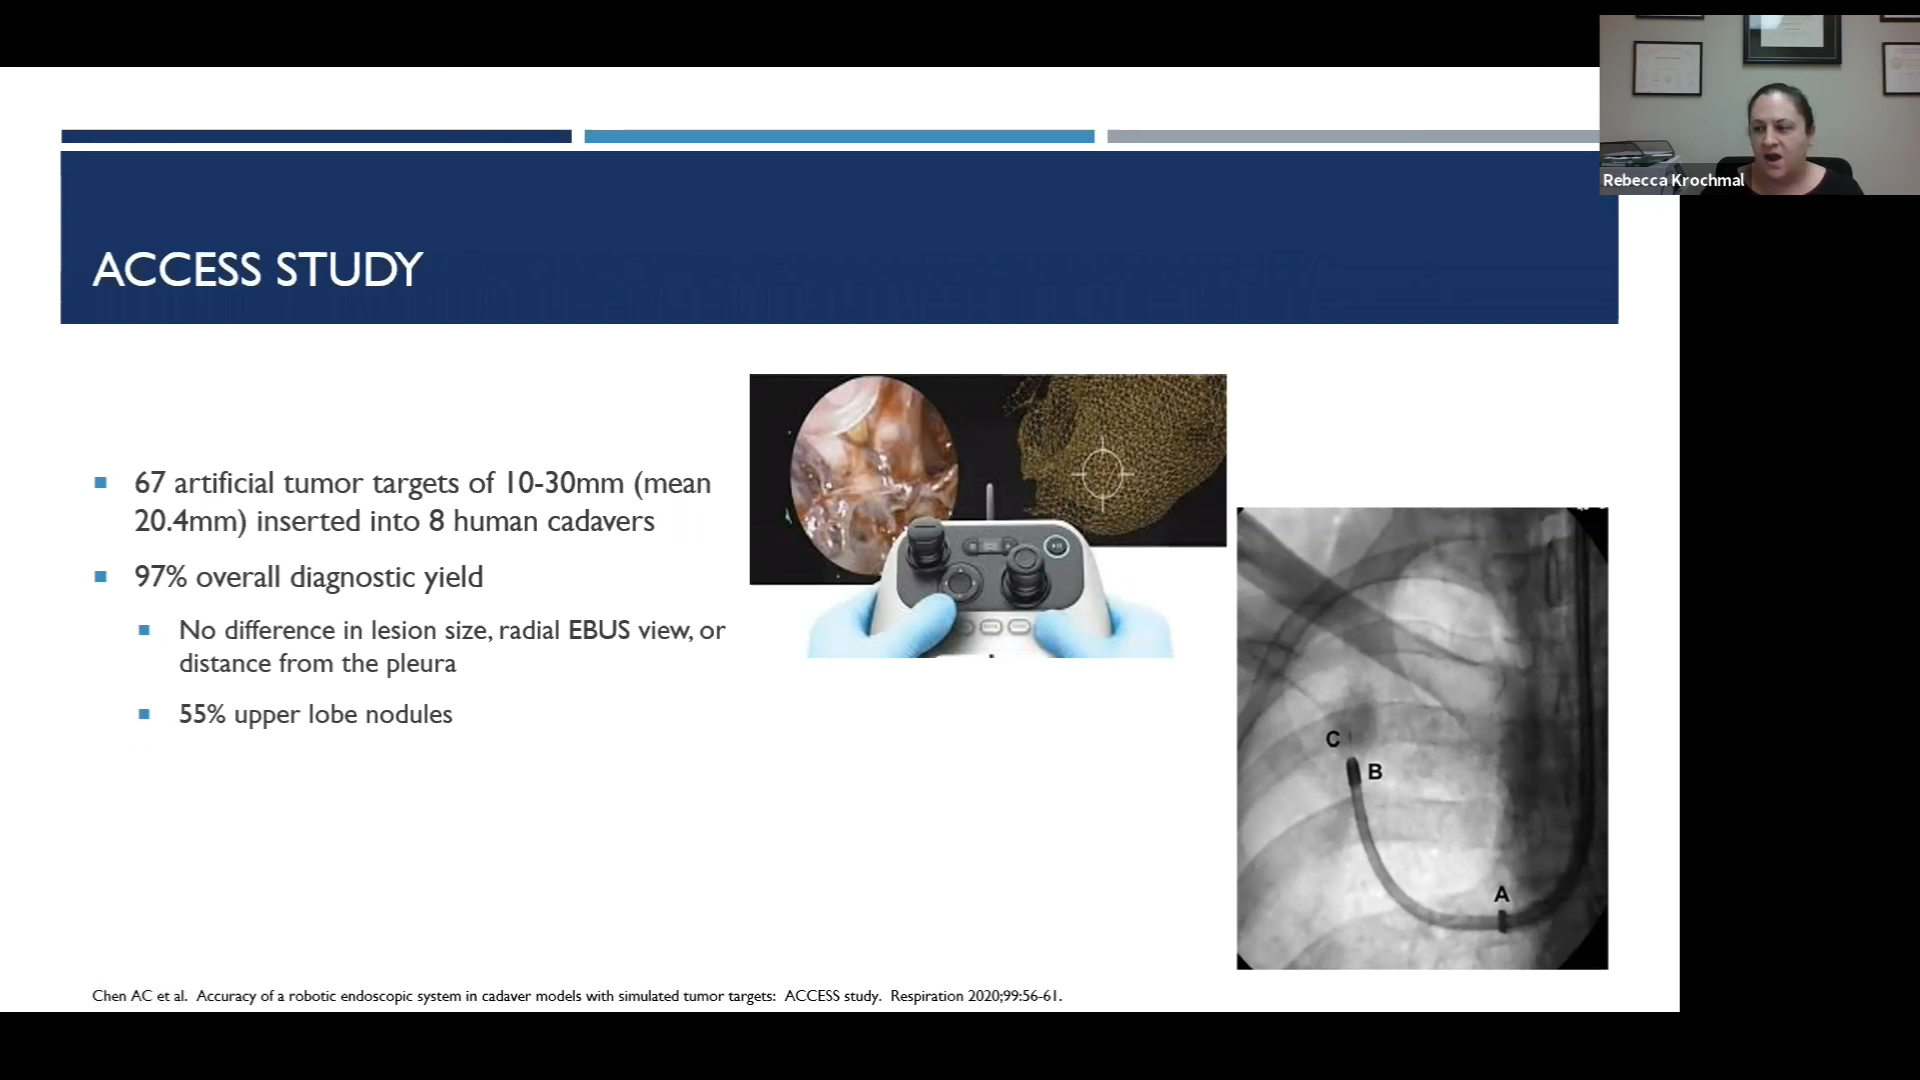 Rebecca Krochmal
ACCESS STUDY
67 artificial tumor targets of 10-30mm (mean
20.4mm) inserted into 8 human cadavers
97% overall diagnostic yield
No difference in lesion size, radial EBUS view, or
distance from the pleura
55% upper lobe nodules
C
B
A
Chen AC et al. Accuracy of a robotic endoscopic system in cadaver models with simulated tumor targets: ACCESS study. Respiration 2020;99:56-61.